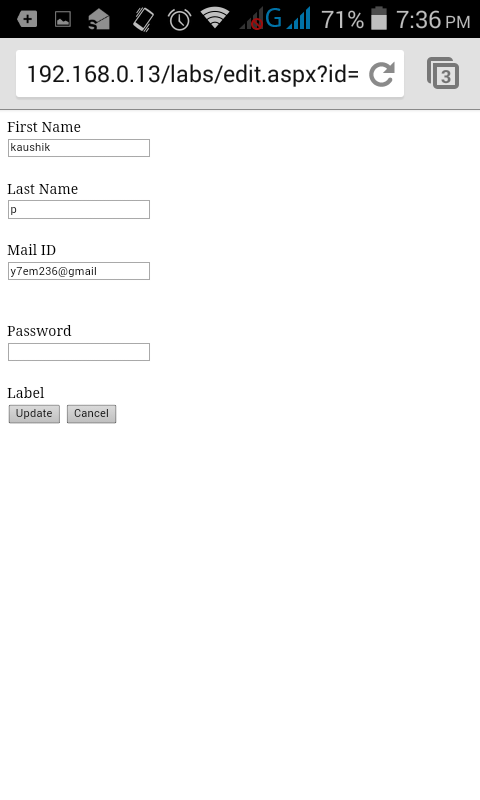 G 71% 7:36 PM
192.168.0.13/labs/edit.aspx?id=
3
First Name
kaushik
Last Name
p
Mail ID
y7em236@gmail
Password
Label
Update Cancel